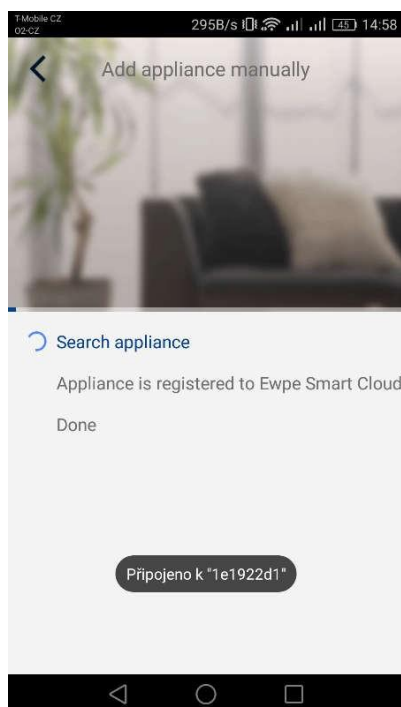 T-Mobile CZ
O2-CZ
295B/s 45 14:58
Add appliance manually
Search appliance
Appliance is registered to Ewpe Smart Cloud
Done
Připojeno k "1e1922d1"